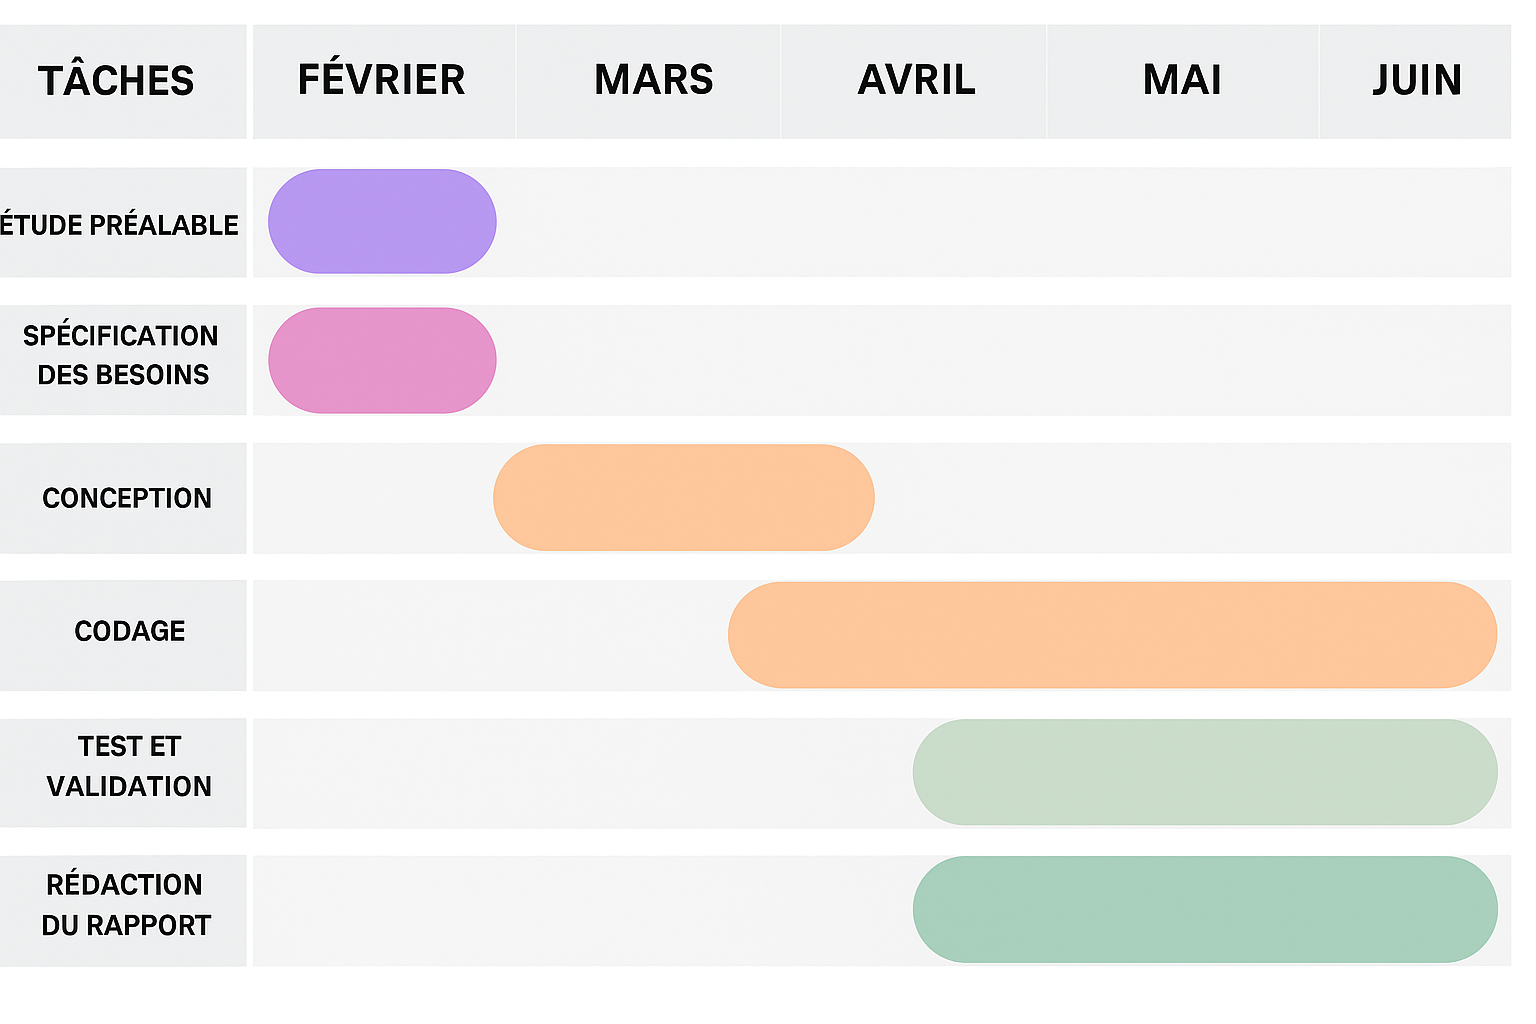 TÂCHES FÉVRIER MARS AVRIL MAI JUIN
ÉTUDE PRÉALABLE
SPÉCIFICATION
DES BESOINS
CONCEPTION
CODAGE
TEST ET
VALIDATION
RÉDACTION
DU RAPPORT